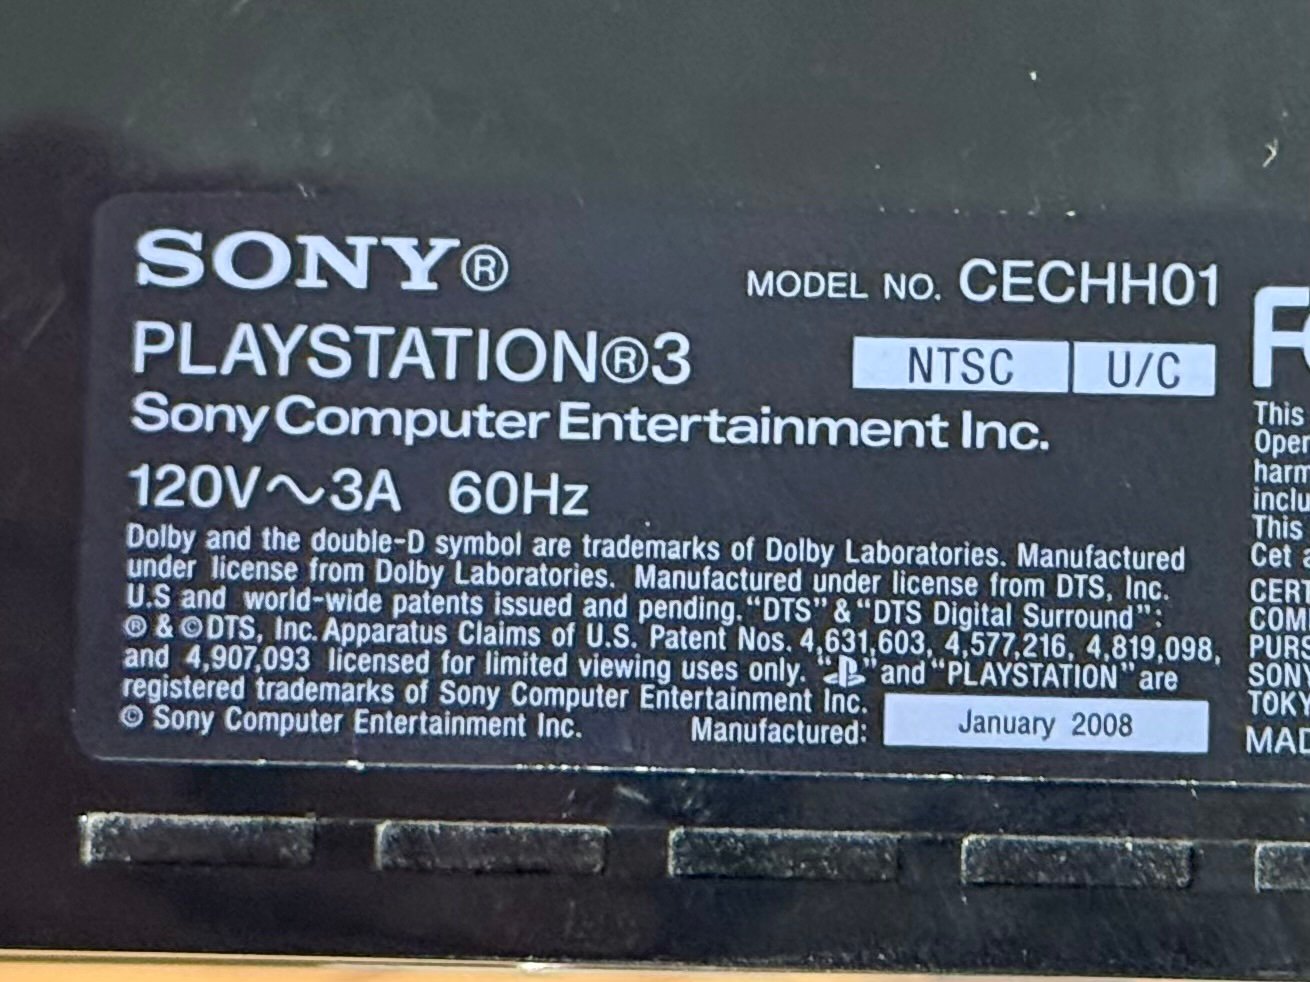 SONY®
MODEL NO. CECHH01
PLAYSTATION®3
NTSC U/C
Sony Computer Entertainment Inc.
120V～3A 60Hz
Dolby and the double-D symbol are trademarks of Dolby Laboratories. Manufactured
under license from Dolby Laboratories. Manufactured under license from DTS, Inc.
U.S and world-wide patents issued and pending. “DTS” & “DTS Digital Surround”:
® & © DTS, Inc. Apparatus Claims of U.S. Patent Nos. 4,631,603, 4,577,216, 4,819,098,
and 4,907,093 licensed for limited viewing uses only. “ ” and “PLAYSTATION” are
registered trademarks of Sony Computer Entertainment Inc.
© Sony Computer Entertainment Inc. Manufactured: January 2008
This
Oper
harm
inclu
This
Cet
CERT
COM
PURS
SONY
TOKY
MAD